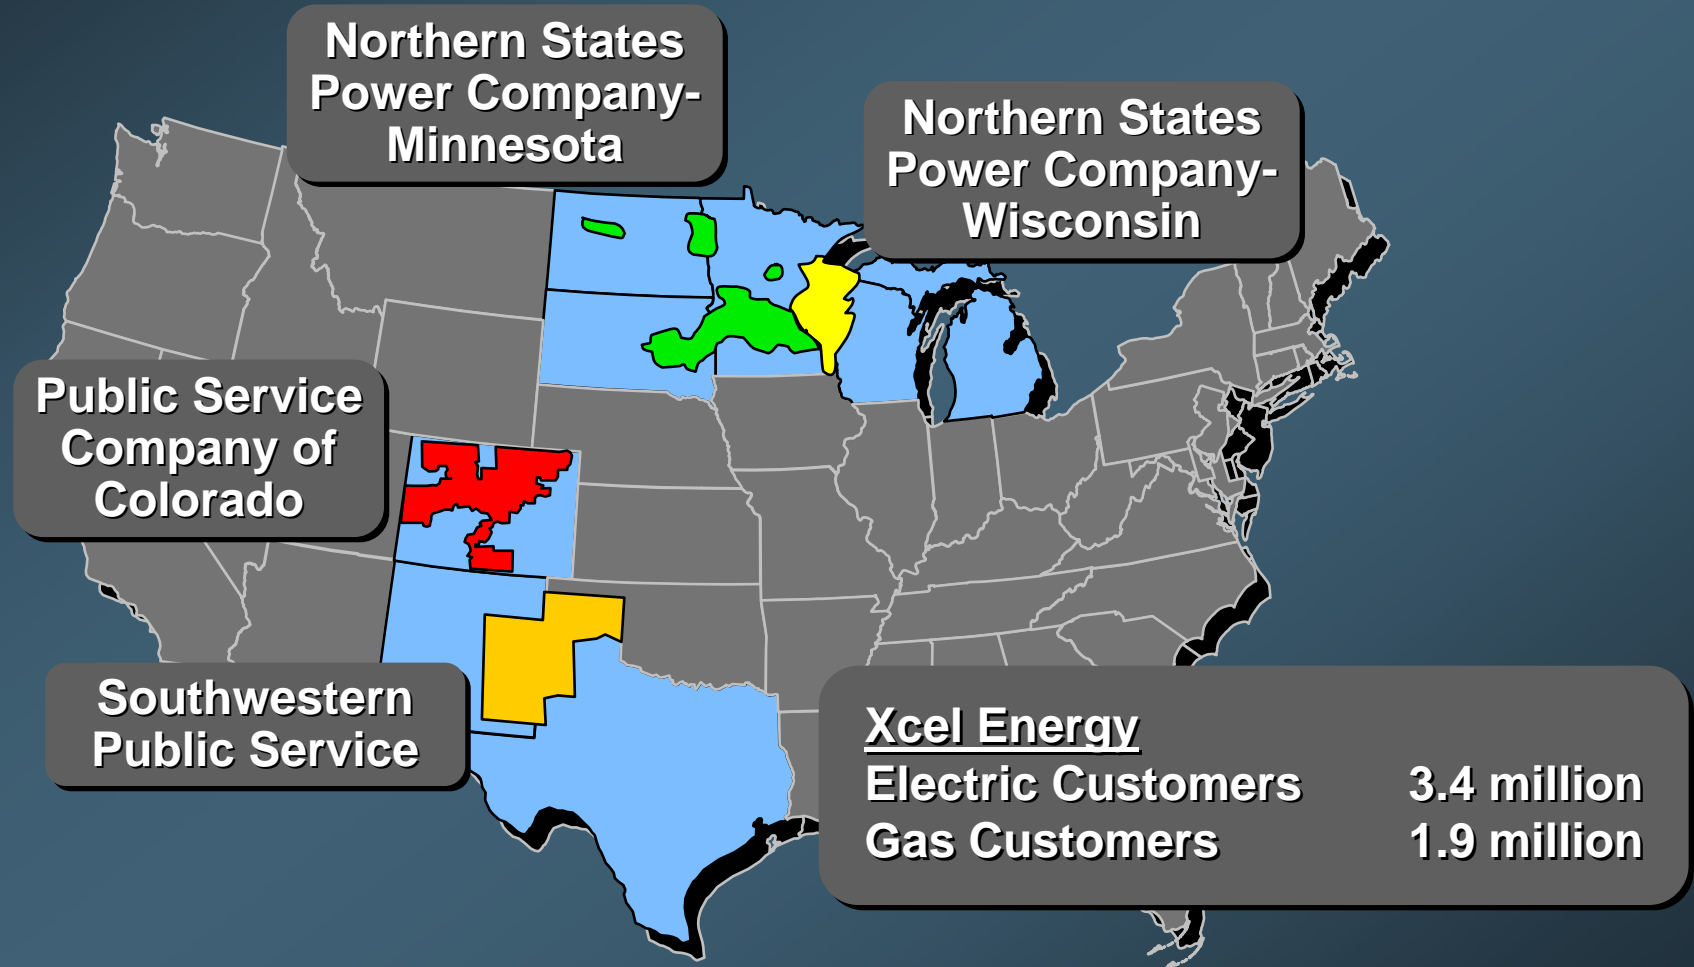 Northern States
Power Company-
Minnesota
Northern States
Power Company-
Wisconsin
Public Service
Company of
Colorado
Southwestern
Public Service
Xcel Energy
Electric Customers 3.4 million
Gas Customers 1.9 million